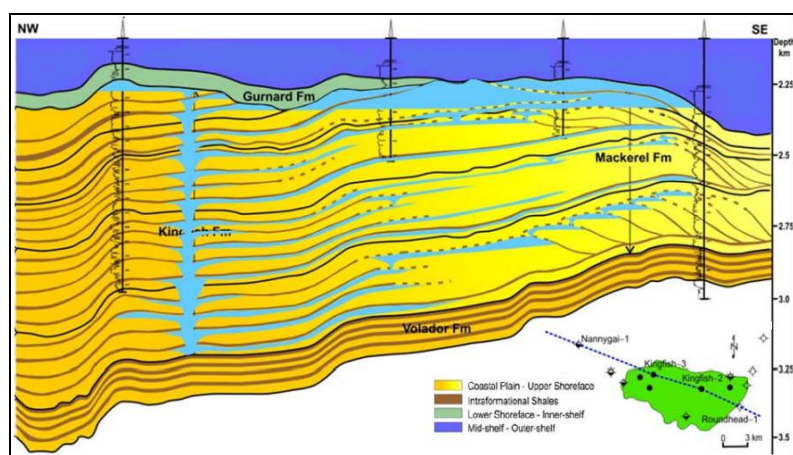 NW
SE
Depth
km
Gurnard Fm
2.25
2.5
Mackerel Fm
2.75
3.0
Volador Fm
Nannygai-1
N
3.25
Kingfish-3
Kingfish-2
Coastal Plain - Upper Shoreface
Intraformational Shales
Lower Shoreface - Inner-shelf
Mid-shelf - Outer-shelf
Roundhead-1
0 3 km
3.5